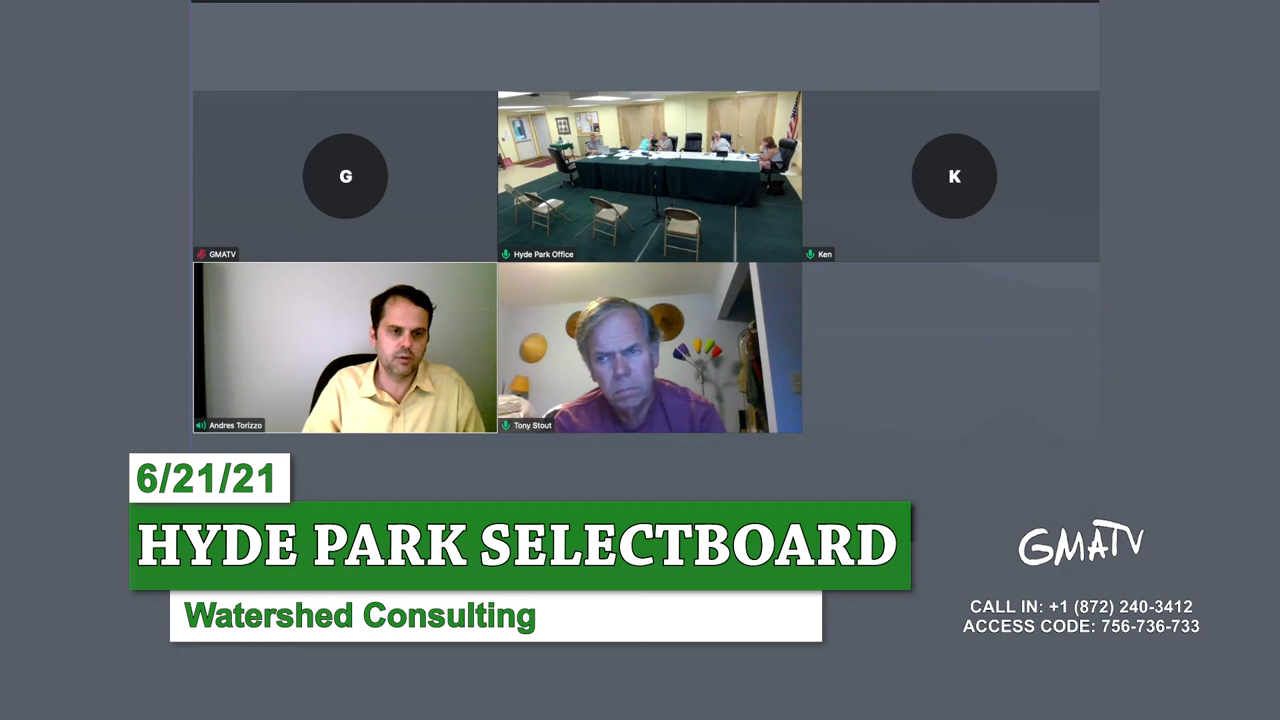 G
K
GMATV
Hyde Park Office
Ken
Andres Torizzo
Tony Stout
6/21/21
HYDE PARK SELECTBOARD
Watershed Consulting
GMATV
CALL IN: +1 (872) 240-3412
ACCESS CODE: 756-736-733